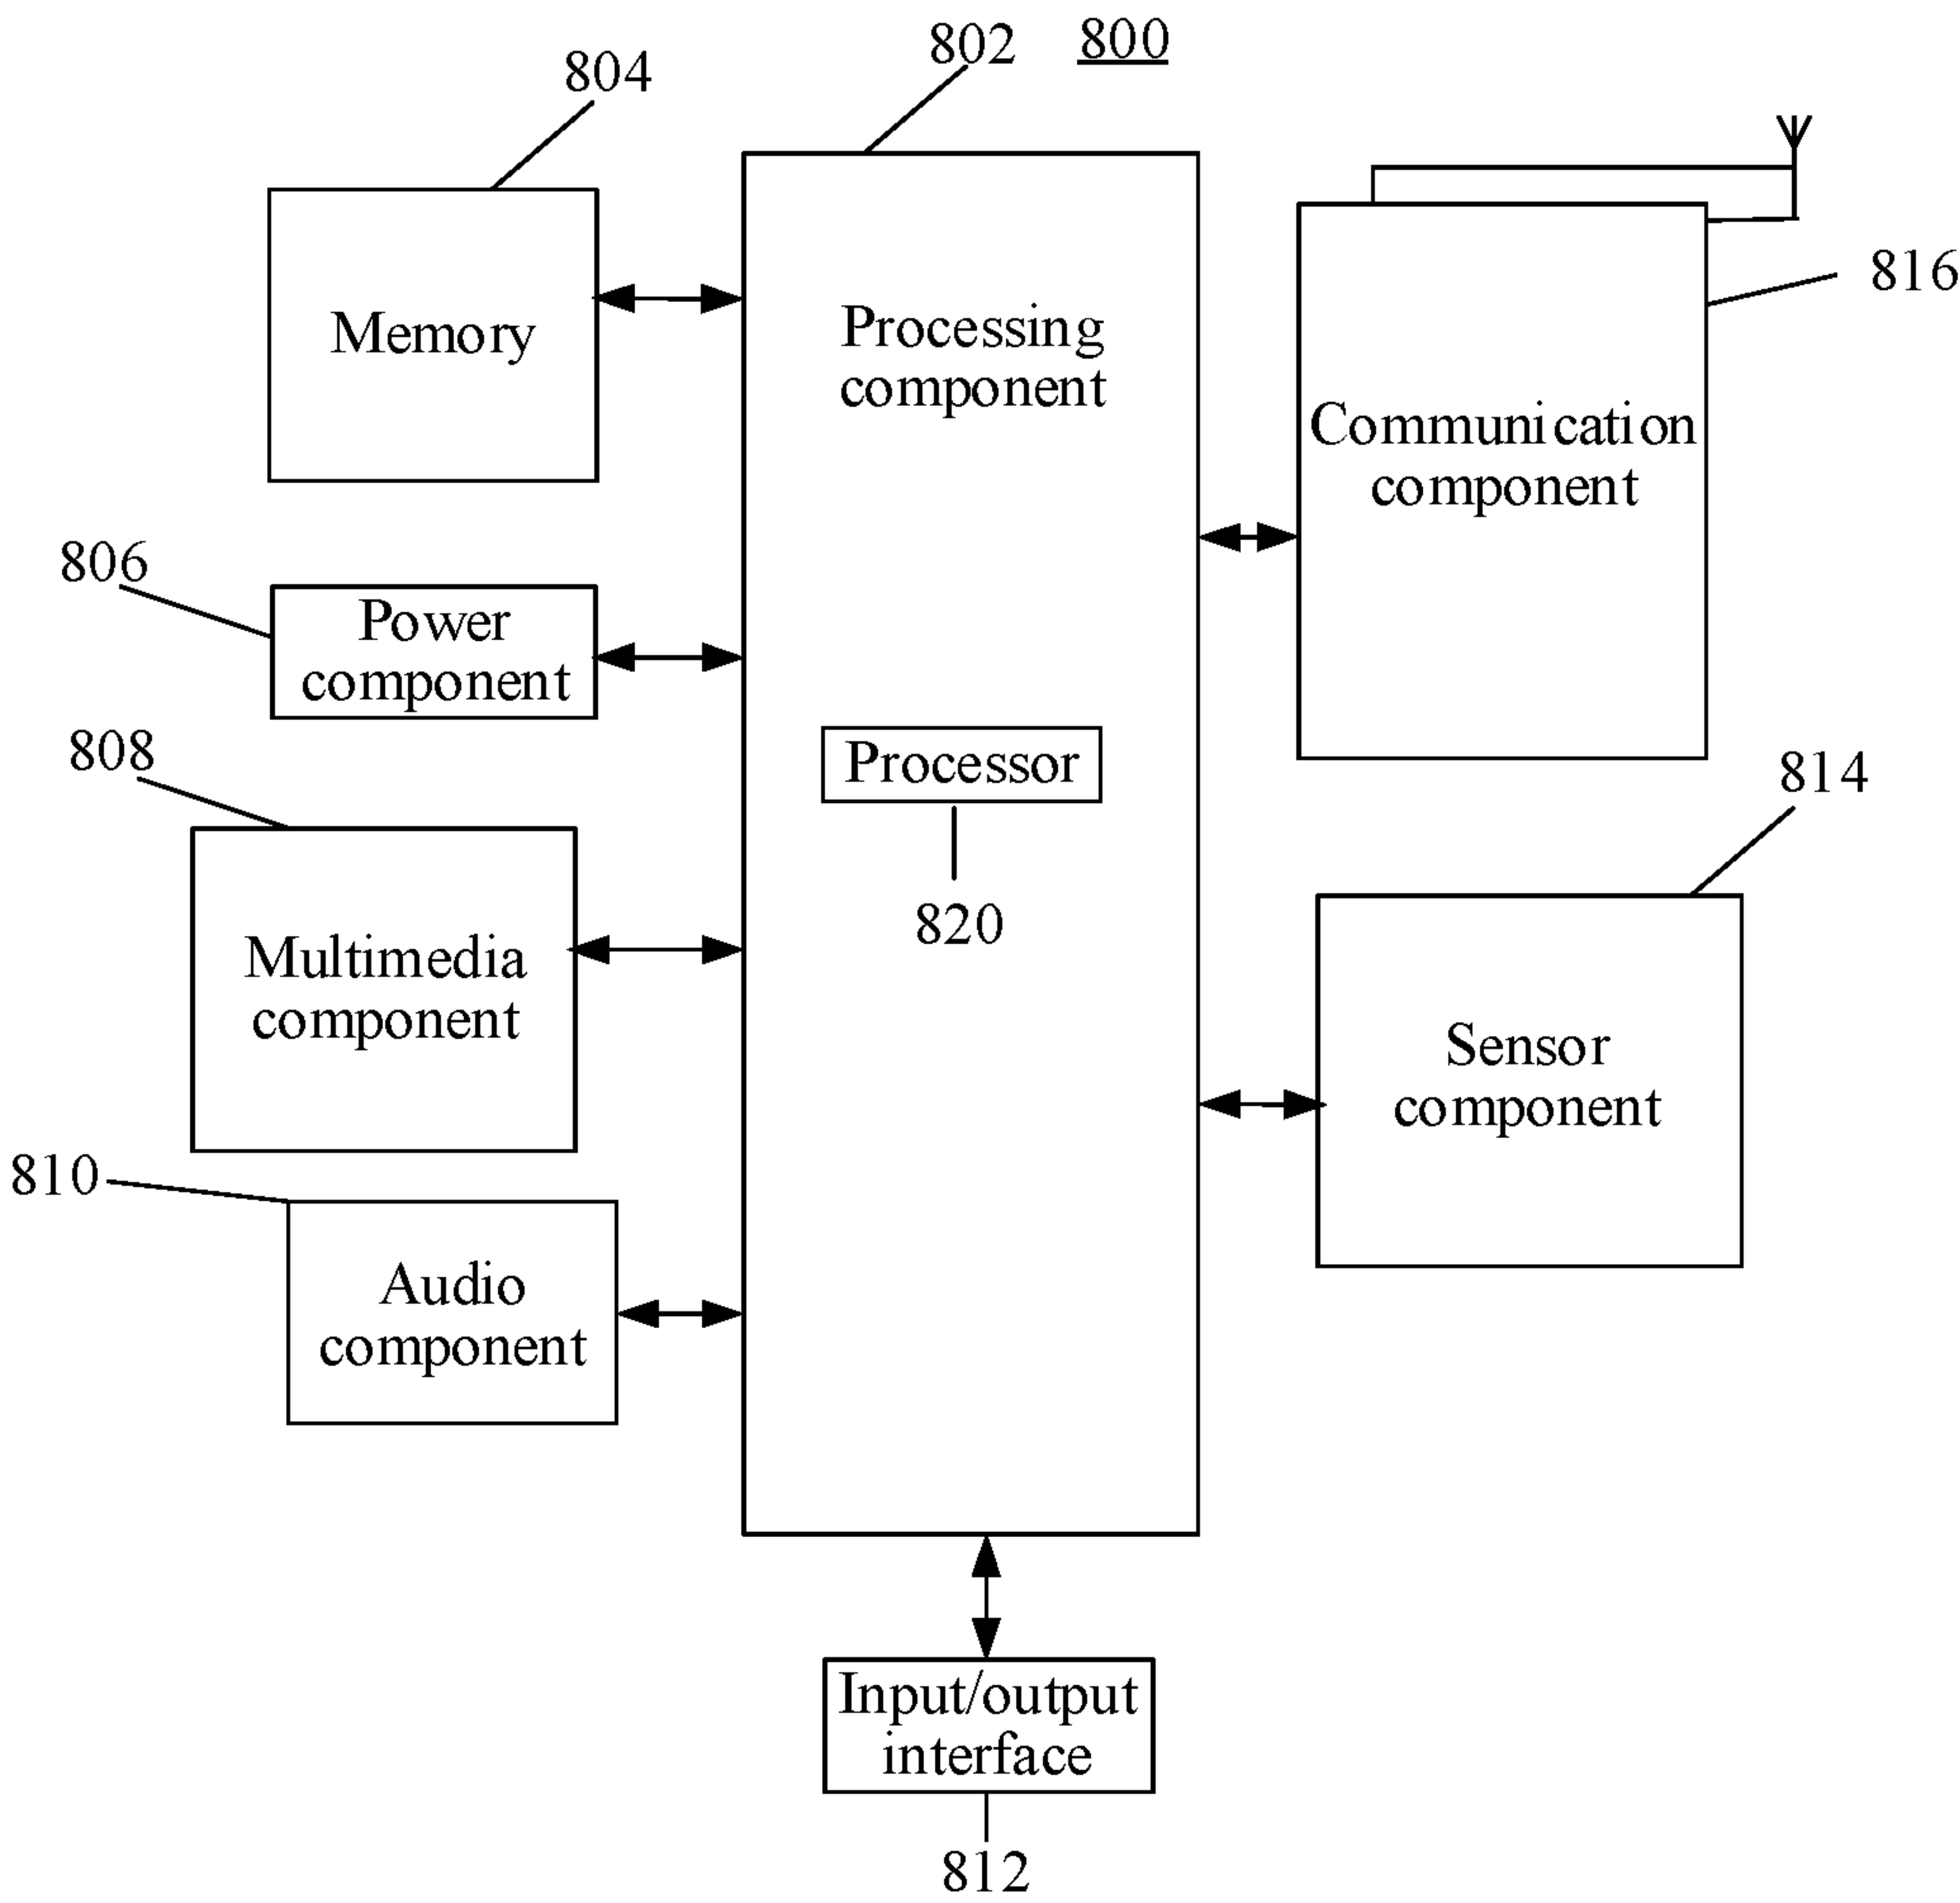 802
800
804
816
Memory
Processing
component
Communication
component
806
Power
component
808
Processor
814
820
Multimedia
component
Sensor
component
810
Audio
component
Input/output
interface
812